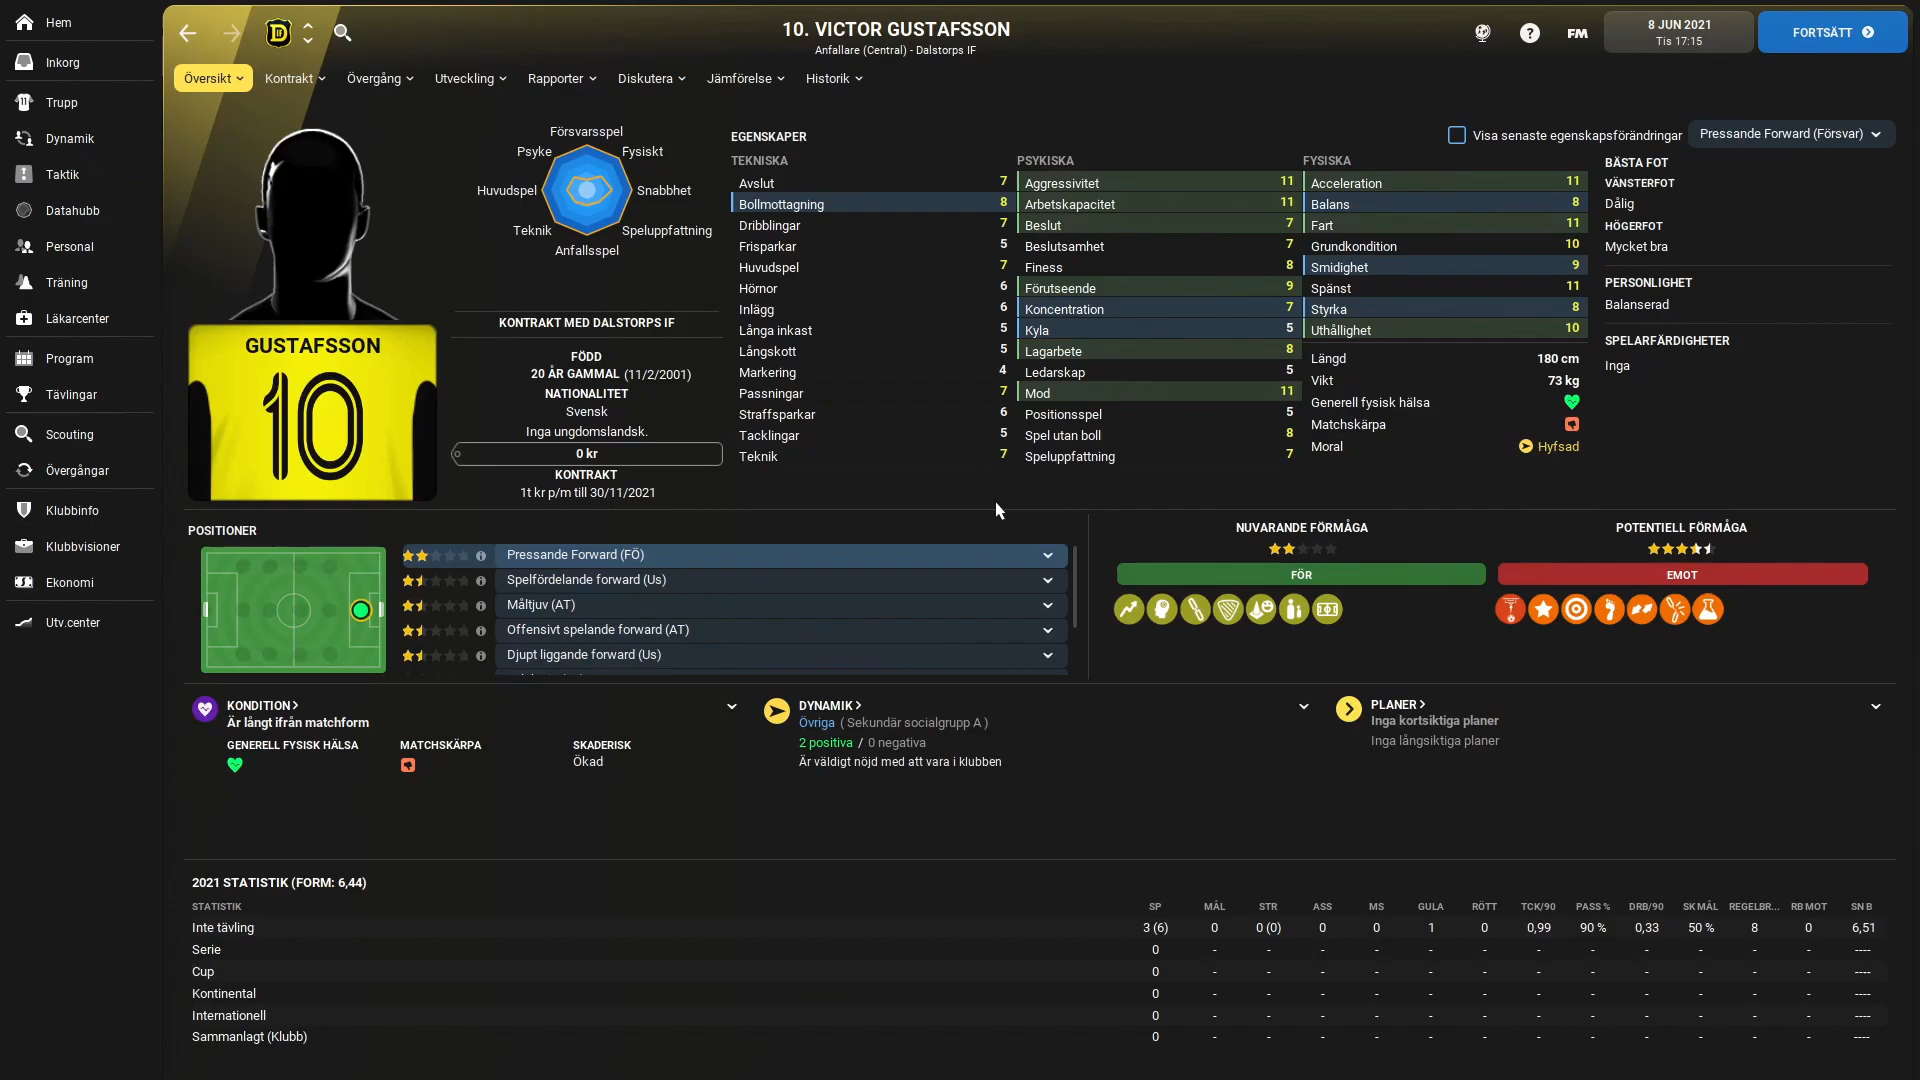 Hem
Inkorg
Trupp
Dynamik
Taktik
Datahubb
Personal
Träning
Läkarcenter
Program
Tävlingar
Scouting
Övergångar
Klubbinfo
Klubbvisioner
Ekonomi
Utv.center
10. VICTOR GUSTAFSSON
Anfallare (Central) - Dalstorps IF
FM
8 JUN 2021
Tis 17:15
FORTSÄTT
Översikt
Kontrakt
Övergång
Utveckling
Rapporter
Diskutera
Jämförelse
Historik
GUSTAFSSON
10
Försvarsspel
Psyke
Fysiskt
Huvudspel
Snabbhet
Teknik
Speluppfattning
Anfallsspel
KONTRAKT MED DALSTORPS IF
FÖDD
20 ÅR GAMMAL (11/2/2001)
NATIONALITET
Svensk
Inga ungdomslandsk.
0 kr
KONTRAKT
1t kr p/m till 30/11/2021
EGENSKAPER
Visa senaste egenskapsförändringar
Pressande Forward (Försvar)
TEKNISKA
Avslut 7
Bollmottagning 8
Dribblingar 7
Frisparkar 5
Huvudspel 7
Hörnor 6
Inlägg 6
Långa inkast 5
Långskott 5
Markering 4
Passningar 7
Straffsparkar 6
Tacklingar 5
Teknik 7
PSYKISKA
Aggressivitet 11
Arbetskapacitet 11
Beslut 7
Beslutsamhet 7
Finess 8
Förutseende 9
Koncentration 7
Kyla 5
Lagarbete 8
Ledarskap 5
Mod 11
Positionsspel 5
Spel utan boll 8
Speluppfattning 7
FYSISKA
Acceleration 11
Balans 8
Fart 11
Grundkondition 10
Smidighet 9
Spänst 11
Styrka 8
Uthållighet 10
Längd 180 cm
Vikt 73 kg
Generell fysisk hälsa
Matchskärpa
Moral Hyfsad
BÄSTA FOT
VÄNSTERFOT
Dålig
HÖGERFOT
Mycket bra
PERSONLIGHET
Balanserad
SPELARFÄRDIGHETER
Inga
POSITIONER
Pressande Forward (FÖ)
Spelfördelande forward (Us)
Måltjuv (AT)
Offensivt spelande forward (AT)
Djupt liggande forward (Us)
NUVARANDE FÖRMÅGA
FÖR
POTENTIELL FÖRMÅGA
EMOT
KONDITION
Är långt ifrån matchform
GENERELL FYSISK HÄLSA MATCHSKÄRPA SKADERISK
Ökad
DYNAMIK
Övriga ( Sekundär socialgrupp A )
2 positiva / 0 negativa
Är väldigt nöjd med att vara i klubben
PLANER
Inga kortsiktiga planer
Inga långsiktiga planer
2021 STATISTIK (FORM: 6,44)
STATISTIK SP MÅL STR ASS MS GULA RÖTT TCK/90 PASS % DRB/90 SK MÅL REGELBR... RB MOT SN B
Inte tävling 3 (6) 0 0 (0) 0 0 1 0 0,99 90 % 0,33 50 % 8 0 6,51
Serie 0 - - - - - - - - - - - - ----
Cup 0 - - - - - - - - - - - - ----
Kontinental 0 - - - - - - - - - - - - ----
Internationell 0 - - - - - - - - - - - - ----
Sammanlagt (Klubb) 0 - - - - - - - - - - - - ----